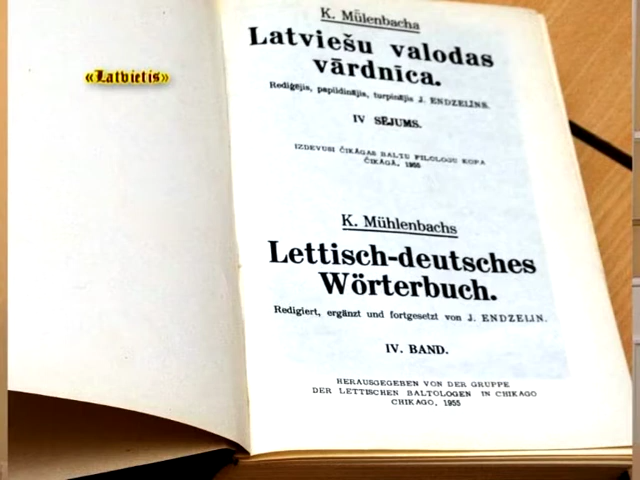 «Latvietis»
K. Mülenbacha
Latviešu valodas
vārdnīca.
Rediģējis, papildinājis, turpinājis J. ENDZELĪNS.
IV SĒJUMS.
IZDEVUSI ČIKĀGAS BALTU FILOLOGU KOPA
ČIKĀGĀ, 1955
K. Mühlenbachs
Lettisch-deutsches
Wörterbuch.
Redigiert, ergänzt und fortgesetzt von J. ENDZELIN.
IV. BAND.
HERAUSGEGEBEN VON DER GRUPPE
DER LETTISCHEN BALTOLOGEN IN CHIKAGO
CHIKAGO, 1955